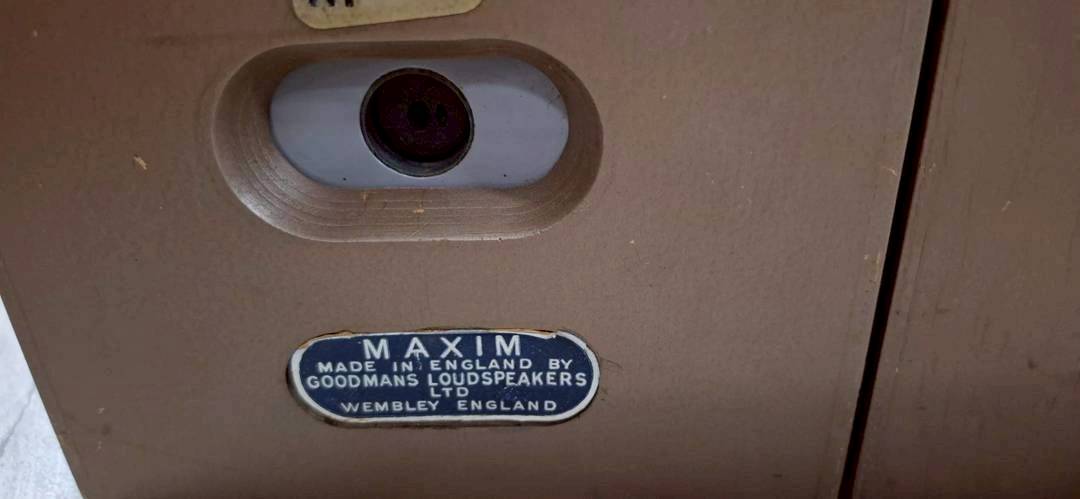 MAXIM
MADE IN ENGLAND BY
GOODMANS LOUDSPEAKERS
LTD
WEMBLEY ENGLAND